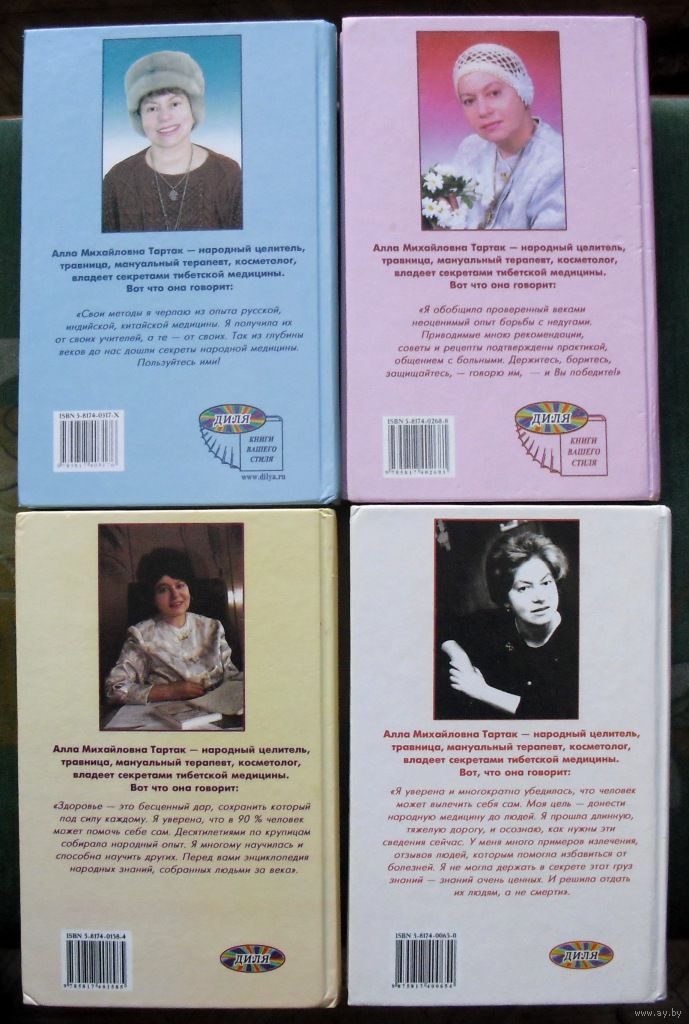 Алла Михайловна Тартак — народный целитель,
травница, мануальный терапевт, косметолог,
владеет секретами тибетской медицины.
Вот что она говорит:
«Свои методы я черпаю из опыта русской,
индийской, китайской медицины. Я получила их
от своих учителей, а те — от своих. Так из глубины
веков до нас дошли секреты народной медицины.
Пользуйтесь ими!
ISBN 5-8174-0317-X
ДИЛЯ
КНИГИ
ВАШЕГО
СТИЛЯ
www.dilya.ru
Алла Михайловна Тартак — народный целитель,
травница, мануальный терапевт, косметолог,
владеет секретами тибетской медицины.
Вот что она говорит:
«Я обобщила проверенный веками
неоценимый опыт борьбы с недугами.
Приводимые мною рекомендации,
советы и рецепты подтверждены практикой,
общением с больными. Держитесь, боритесь,
защищайтесь, — говорю им, — и Вы победите!»
ISBN 5-8174-0268-8
ДИЛЯ
КНИГИ
ВАШЕГО
СТИЛЯ
Алла Михайловна Тартак — народный целитель,
травница, мануальный терапевт, косметолог,
владеет секретами тибетской медицины.
Вот что она говорит:
«Здоровье — это бесценный дар, сохранить который
под силу каждому. Я уверена, что в 90 % человек
может помочь себе сам. Десятилетиями по крупицам
собирала народный опыт. Я многому научилась и
способна научить других. Перед вами энциклопедия
народных знаний, собранных людьми за века».
ISBN 5-8174-0158-4
9785817401585
ДИЛЯ
Алла Михайловна Тартак — народный целитель,
травница, мануальный терапевт, косметолог,
владеет секретами тибетской медицины.
Вот, что она говорит:
«Я уверена и многократно убедилась, что человек
может вылечить себя сам. Моя цель — донести
народную медицину до людей. Я прошла длинную,
тяжелую дорогу, и осознаю, как нужны эти
сведения сейчас. У меня много примеров излечения,
отзывов людей, которым помогла избавиться от
болезней. Я не могла держать в секрете этот груз
знаний — знаний очень ценных. И решила отдать
их людям, а не смерти».
ISBN 5-8174-0065-0
9785817400654
ДИЛЯ
www.ay.by